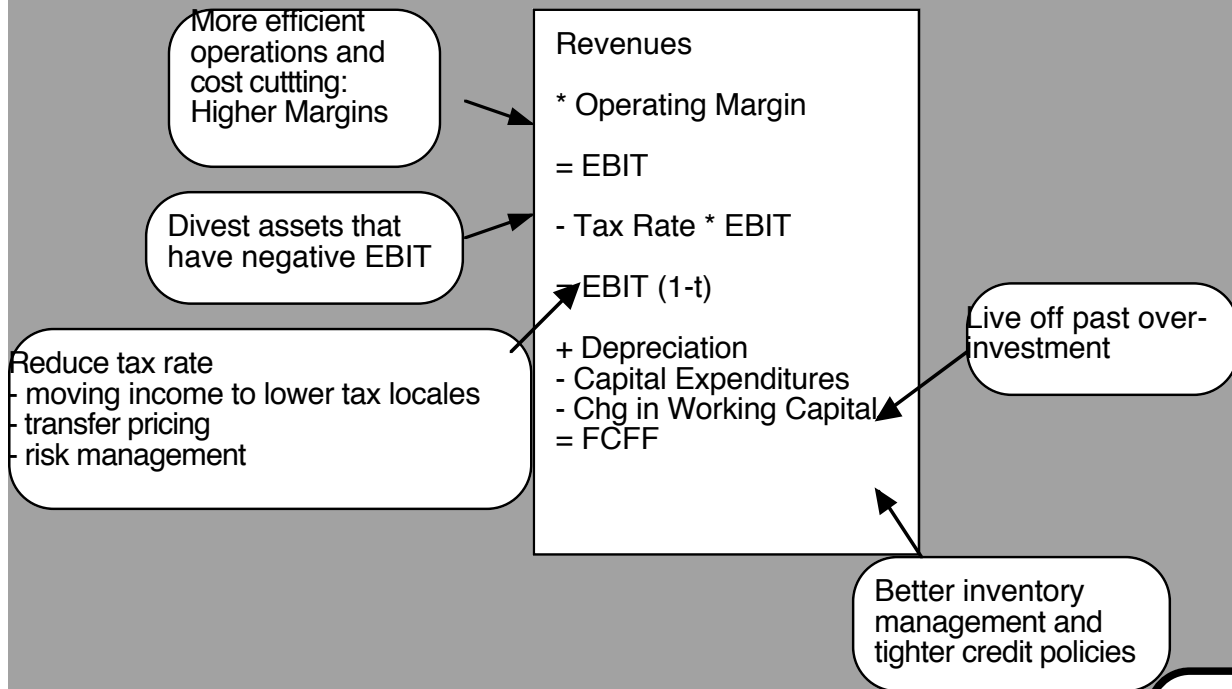 More efficient
operations and
cost cuttting:
Higher Margins
Divest assets that
have negative EBIT
Reduce tax rate
- moving income to lower tax locales
- transfer pricing
- risk management
Revenues
* Operating Margin
= EBIT
- Tax Rate * EBIT
= EBIT (1-t)
+ Depreciation
- Capital Expenditures
- Chg in Working Capital
= FCFF
Live off past over-
investment
Better inventory
management and
tighter credit policies